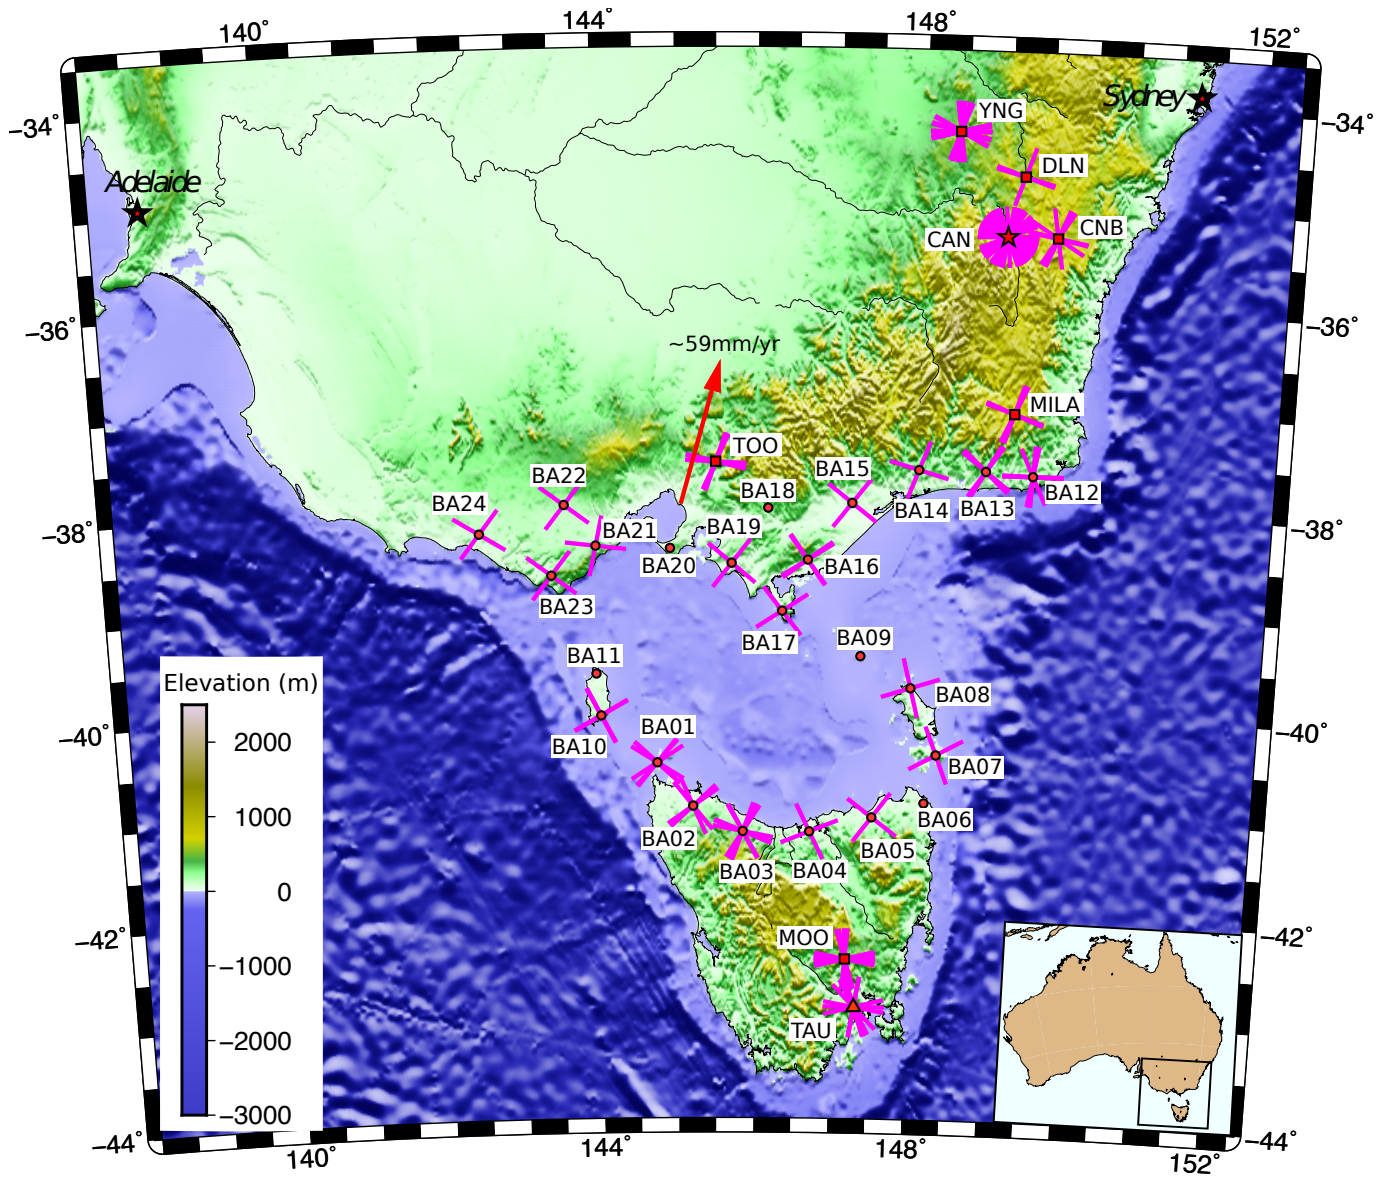 140°
144°
148°
152°
−34°
−34°
Sydney
YNG
DLN
Adelaide
CAN
CNB
−36°
−36°
~59mm/yr
MILA
TOO
BA15
BA22
BA18
BA24
BA12
BA14
BA13
BA21
BA19
−38°
−38°
BA20
BA16
BA23
BA17
BA09
BA11
Elevation (m)
BA08
BA01
−40°
−40°
2000
BA10
BA07
1000
BA06
BA02
BA05
BA03
BA04
0
MOO
−42°
−42°
−1000
TAU
−2000
−3000
−44°
−44°
140°
144°
148°
152°